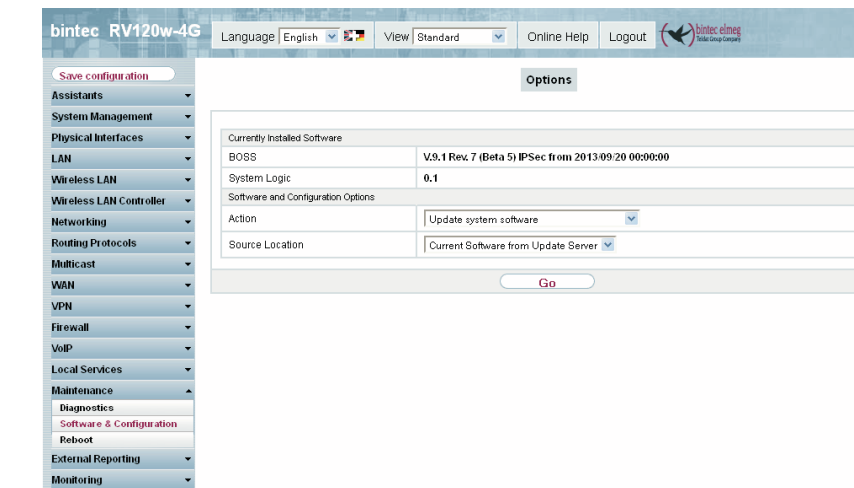 bintec RV120w-4G
Language English View Standard Online Help Logout bintec elmeg
Teldat Group Company
Save configuration
Options
Assistants
System Management
Physical Interfaces
LAN
Wireless LAN
Wireless LAN Controller
Networking
Routing Protocols
Multicast
WAN
VPN
Firewall
VoIP
Local Services
Maintenance
Diagnostics
Software & Configuration
Reboot
External Reporting
Monitoring
Currently Installed Software
BOSS V.9.1 Rev. 7 (Beta 5) IPSec from 2013/09/20 00:00:00
System Logic 0.1
Software and Configuration Options
Action Update system software
Source Location Current Software from Update Server
Go